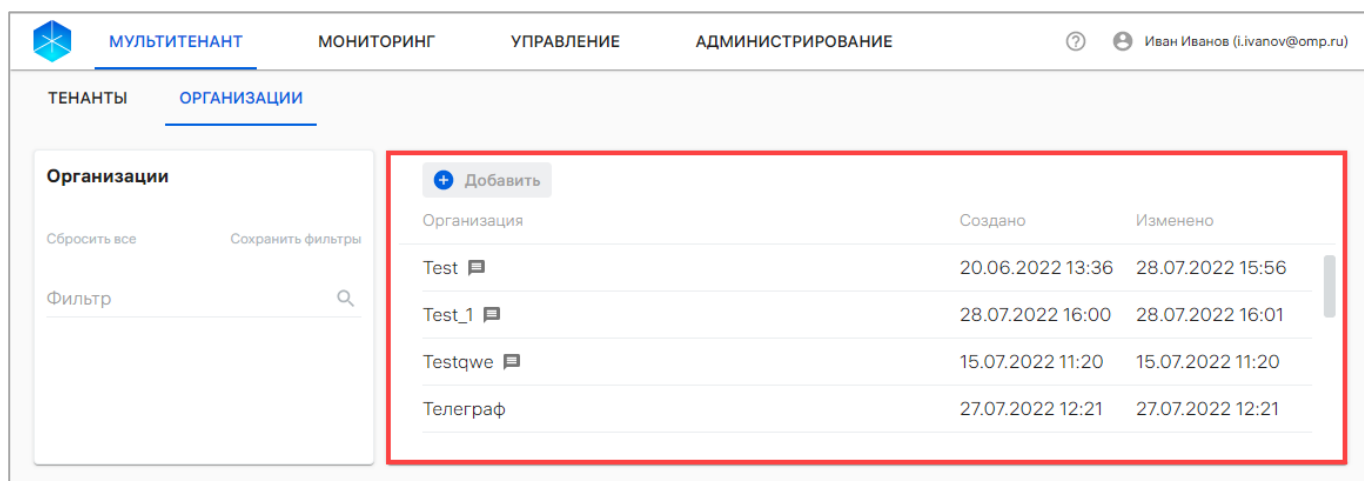 МУЛЬТИТЕНАНТ МОНИТОРИНГ УПРАВЛЕНИЕ АДМИНИСТРИРОВАНИЕ Иван Иванов (i.ivanov@omp.ru)
ТЕНАНТЫ ОРГАНИЗАЦИИ
Организации
Сбросить все Сохранить фильтры
Фильтр
Добавить
Организация Создано Изменено
Test 20.06.2022 13:36 28.07.2022 15:56
Test_1 28.07.2022 16:00 28.07.2022 16:01
Testqwe 15.07.2022 11:20 15.07.2022 11:20
Телеграф 27.07.2022 12:21 27.07.2022 12:21